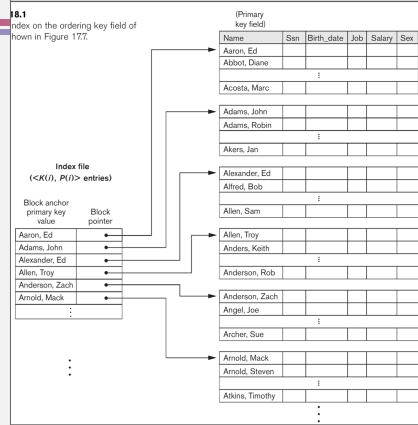 18.1
ndex on the ordering key field of
hown in Figure 17.7.
(Primary
key field)
Name Ssn Birth_date Job Salary Sex
Aaron, Ed
Abbot, Diane
⋮
Acosta, Marc
Adams, John
Adams, Robin
⋮
Akers, Jan
Alexander, Ed
Alfred, Bob
⋮
Allen, Sam
Allen, Troy
Anders, Keith
⋮
Anderson, Rob
Anderson, Zach
Angel, Joe
⋮
Archer, Sue
Arnold, Mack
Arnold, Steven
⋮
Atkins, Timothy
⋮
Index file
(<K(i), P(i)> entries)
Block anchor
primary key
value
Block
pointer
Aaron, Ed
Adams, John
Alexander, Ed
Allen, Troy
Anderson, Zach
Arnold, Mack
⋮
⋮